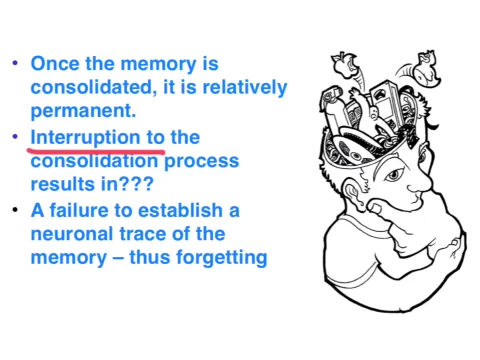 • Once the memory is
consolidated, it is relatively
permanent.
• Interruption to the
consolidation process
results in???
• A failure to establish a
neuronal trace of the
memory – thus forgetting